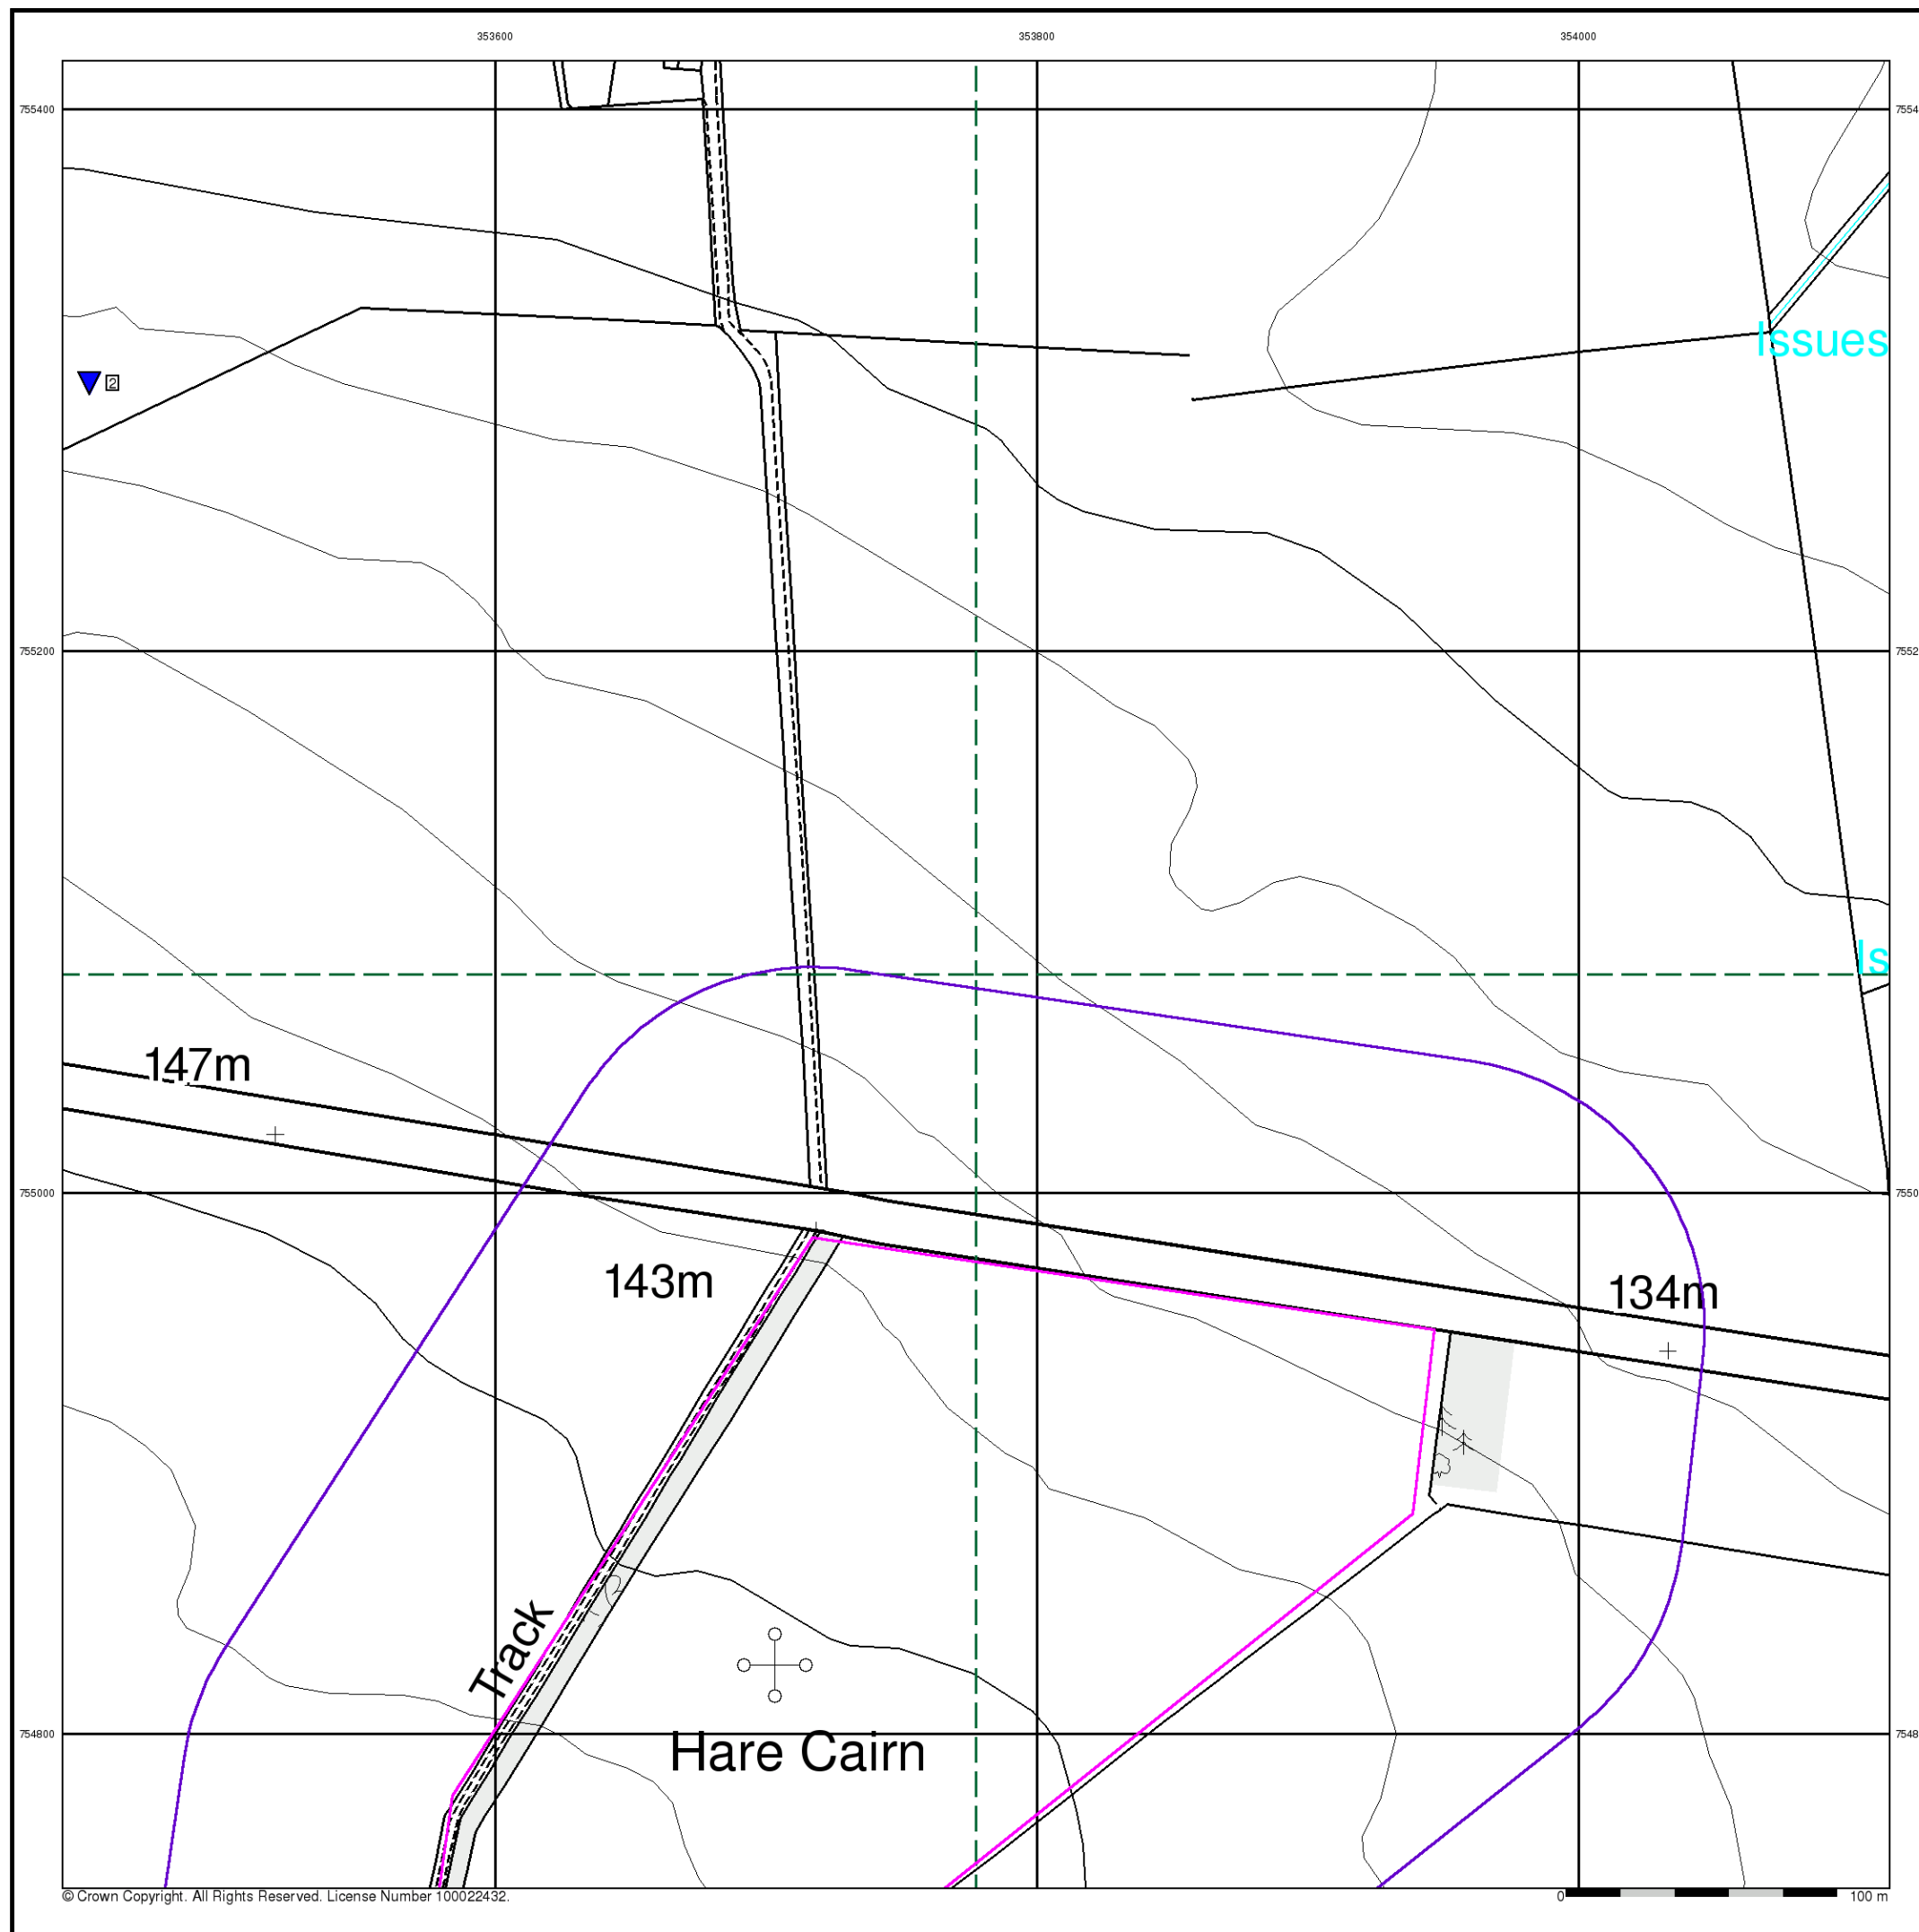 353600 353800 354000
755400 7554
Issues
2
755200 7552
Is
147m
755000 7550
143m
134m
Track
754800 7548
Hare Cairn
© Crown Copyright. All Rights Reserved. License Number 100022432.
0 100 m